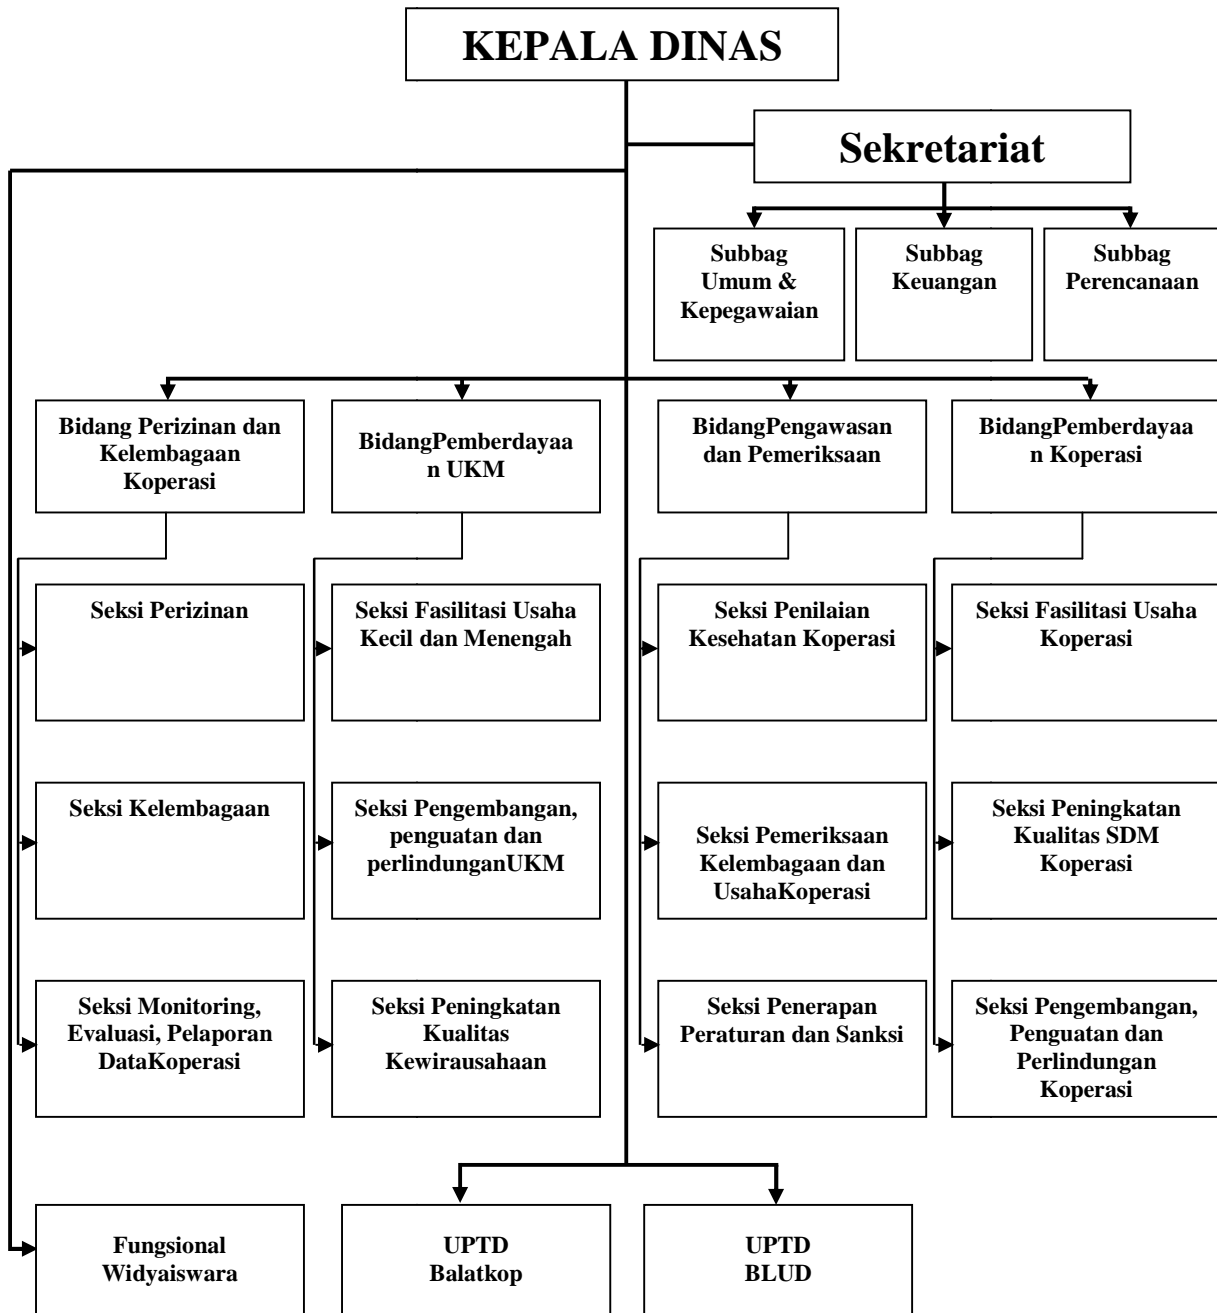 KEPALA DINAS
Sekretariat
Subbag
Umum &
Kepegawaian
Subbag
Keuangan
Subbag
Perencanaan
Bidang Perizinan dan
Kelembagaan
Koperasi
BidangPemberdayaa
n UKM
BidangPengawasan
dan Pemeriksaan
BidangPemberdayaa
n Koperasi
Seksi Perizinan
Seksi Fasilitasi Usaha
Kecil dan Menengah
Seksi Penilaian
Kesehatan Koperasi
Seksi Fasilitasi Usaha
Koperasi
Seksi Kelembagaan
Seksi Pengembangan,
penguatan dan
perlindunganUKM
Seksi Pemeriksaan
Kelembagaan dan
UsahaKoperasi
Seksi Peningkatan
Kualitas SDM
Koperasi
Seksi Monitoring,
Evaluasi, Pelaporan
DataKoperasi
Seksi Peningkatan
Kualitas
Kewirausahaan
Seksi Penerapan
Peraturan dan Sanksi
Seksi Pengembangan,
Penguatan dan
Perlindungan
Koperasi
Fungsional
Widyaiswara
UPTD
Balatkop
UPTD
BLUD